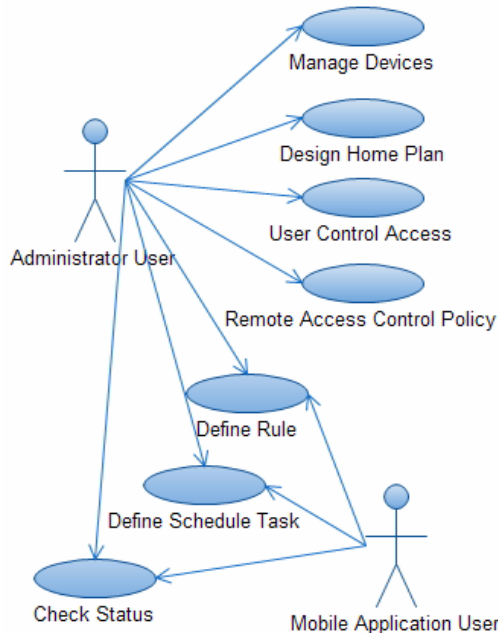 Manage Devices
Design Home Plan
User Control Access
Administrator User
Remote Access Control Policy
Define Rule
Define Schedule Task
Check Status
Mobile Application User